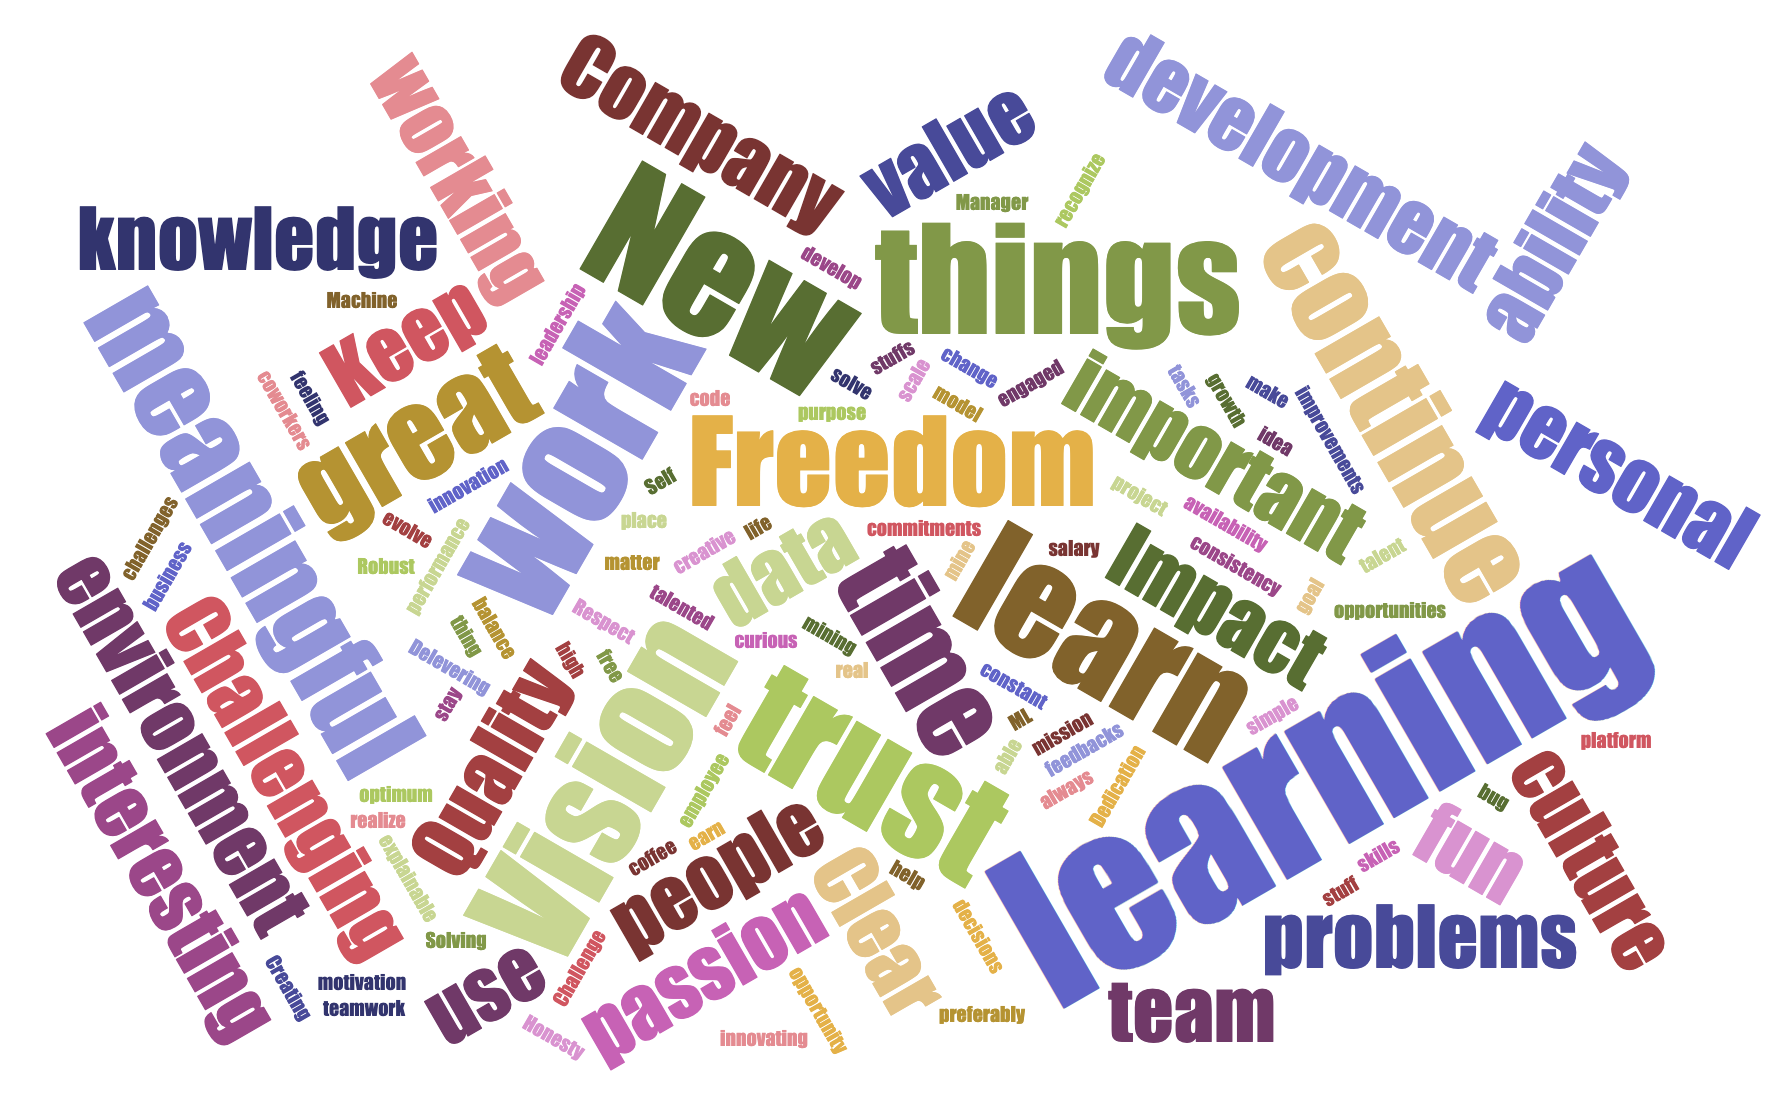 working
company
value
development
ability
knowledge
Manager
recognize
New
things
continue
develop
Machine
Keep
leadership
meaningful
great
work
stuffs
scale
change
engaged
solve
model
important
tasks
growth
make
improvements
idea
personal
coworkers
feeling
code
purpose
Freedom
innovation
Self
place
evolve
performance
Robust
challenges
business
matter
creative
life
data
commitments
time
mine
learn
salary
Impact
project
availability
consistency
goal
talent
opportunities
environment
Challenging
interesting
thing
balance
Respect
talented
curious
mining
real
Delevering
stay
high
free
Quality
Vision
feel
trust
constant
ML
mission
able
feedbacks
always
Dedication
simple
learning
platform
culture
bug
fun
skills
stuff
problems
team
optimum
realize
explainable
Solving
employee
earn
coffee
people
clear
help
decisions
Creating
motivation
teamwork
use
Challenge
passion
Honesty
innovating
opportunity
preferably